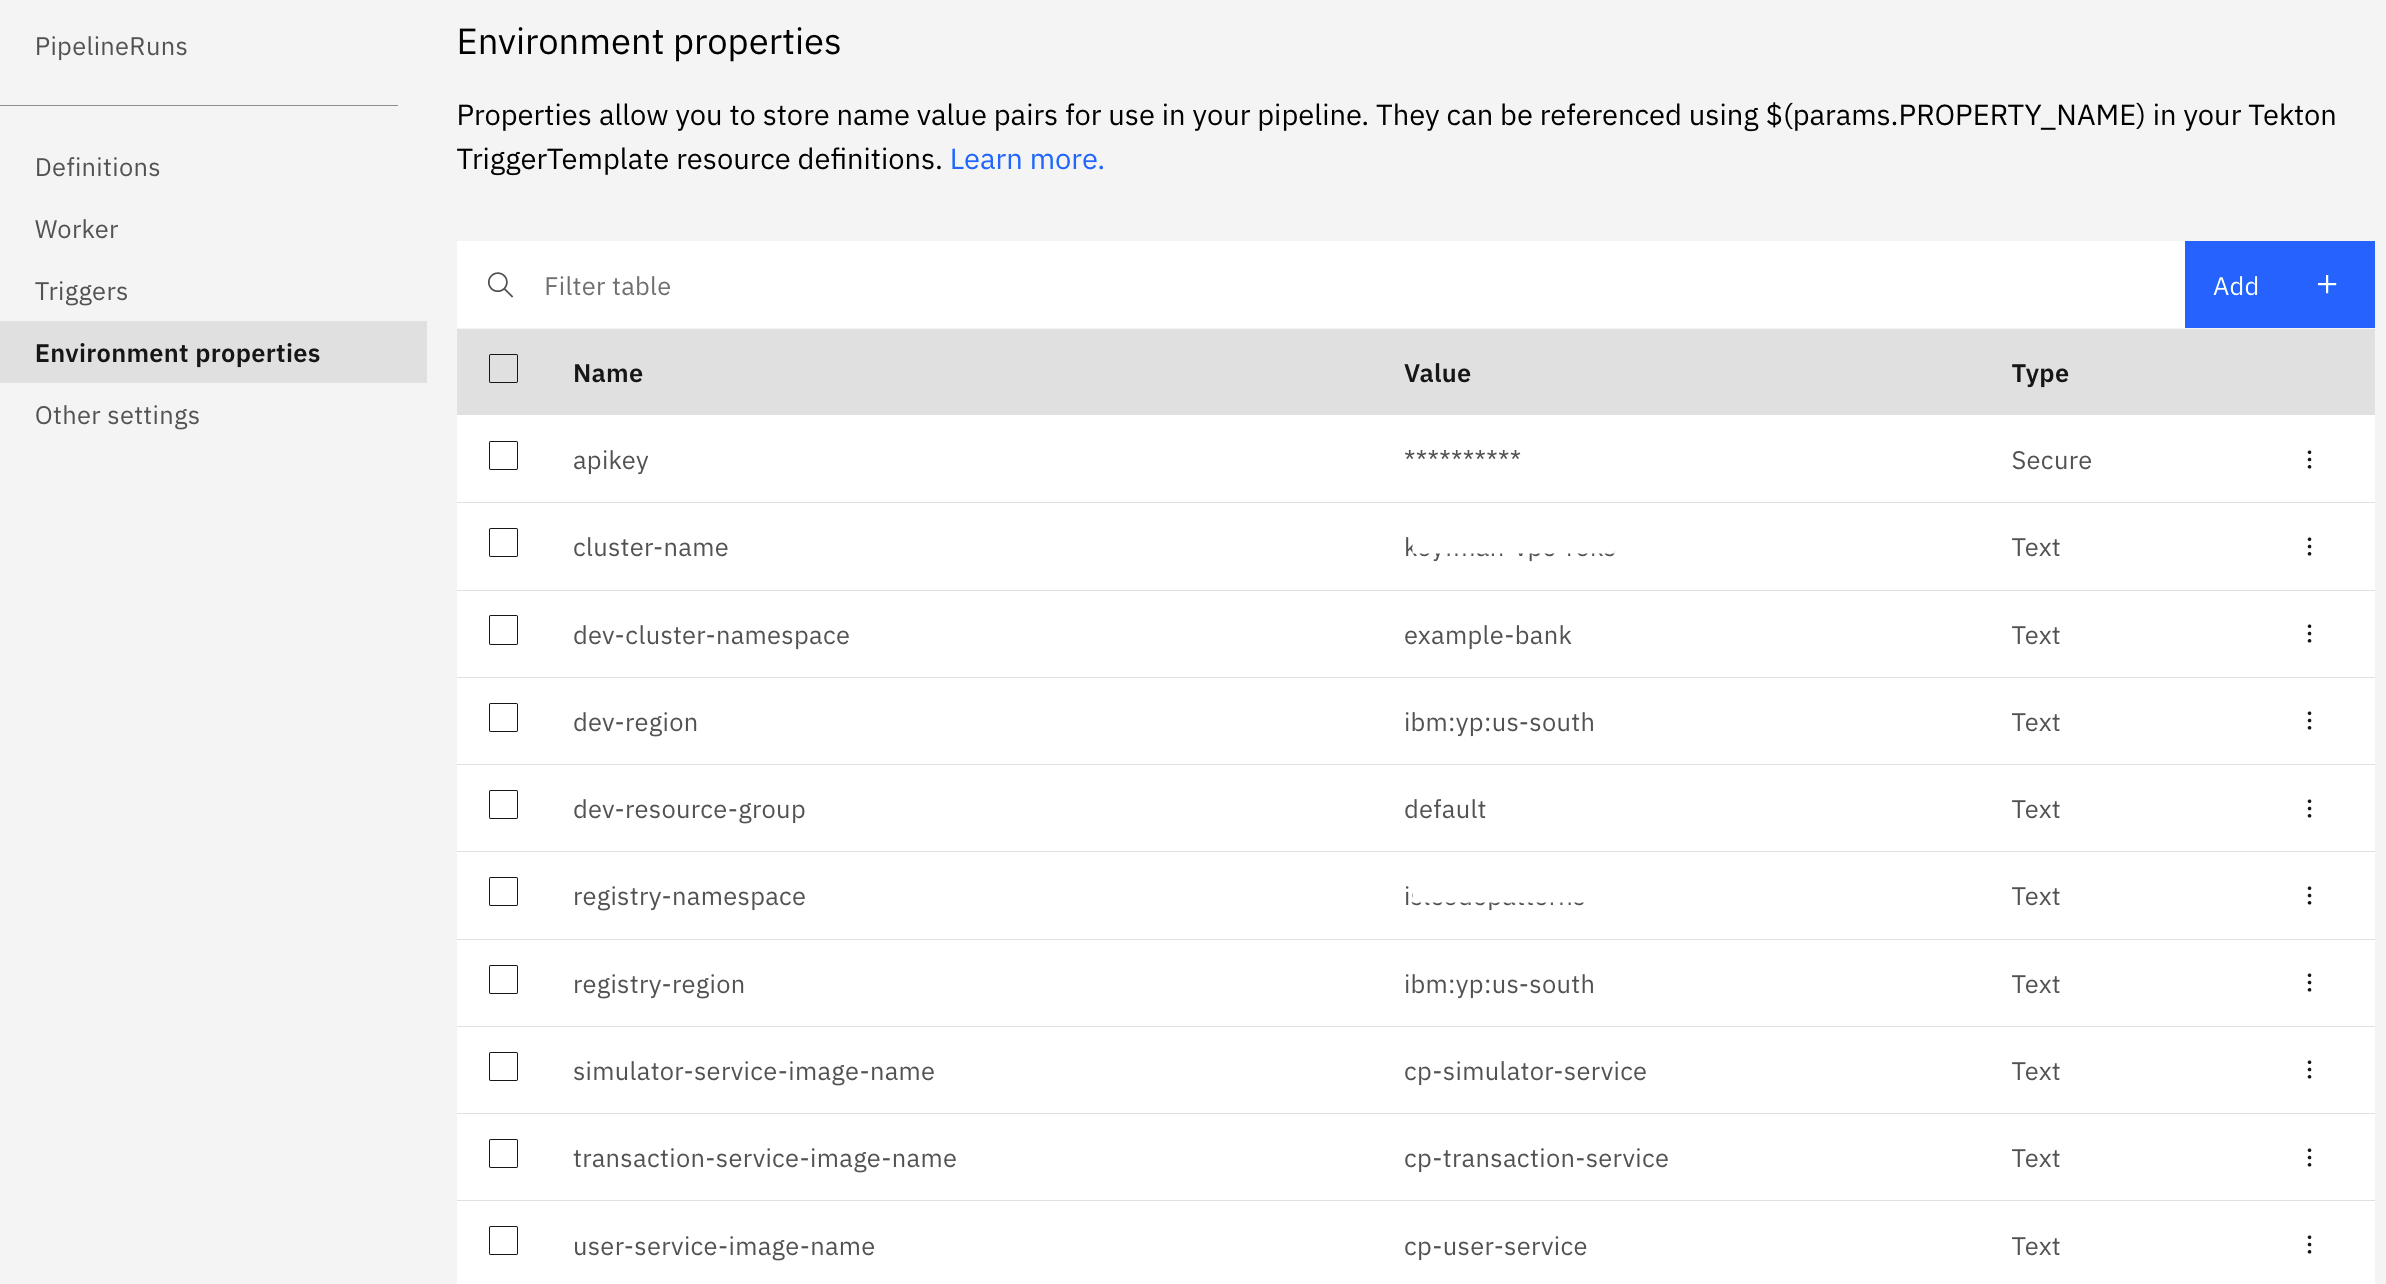 PipelineRuns
Definitions
Worker
Triggers
Environment properties
Other settings
Environment properties
Properties allow you to store name value pairs for use in your pipeline. They can be referenced using $(params.PROPERTY_NAME) in your Tekton
TriggerTemplate resource definitions. Learn more.
Filter table
Add +
Name Value Type
apikey ********** Secure
cluster-name Text
dev-cluster-namespace example-bank Text
dev-region ibm:yp:us-south Text
dev-resource-group default Text
registry-namespace Text
registry-region ibm:yp:us-south Text
simulator-service-image-name cp-simulator-service Text
transaction-service-image-name cp-transaction-service Text
user-service-image-name cp-user-service Text